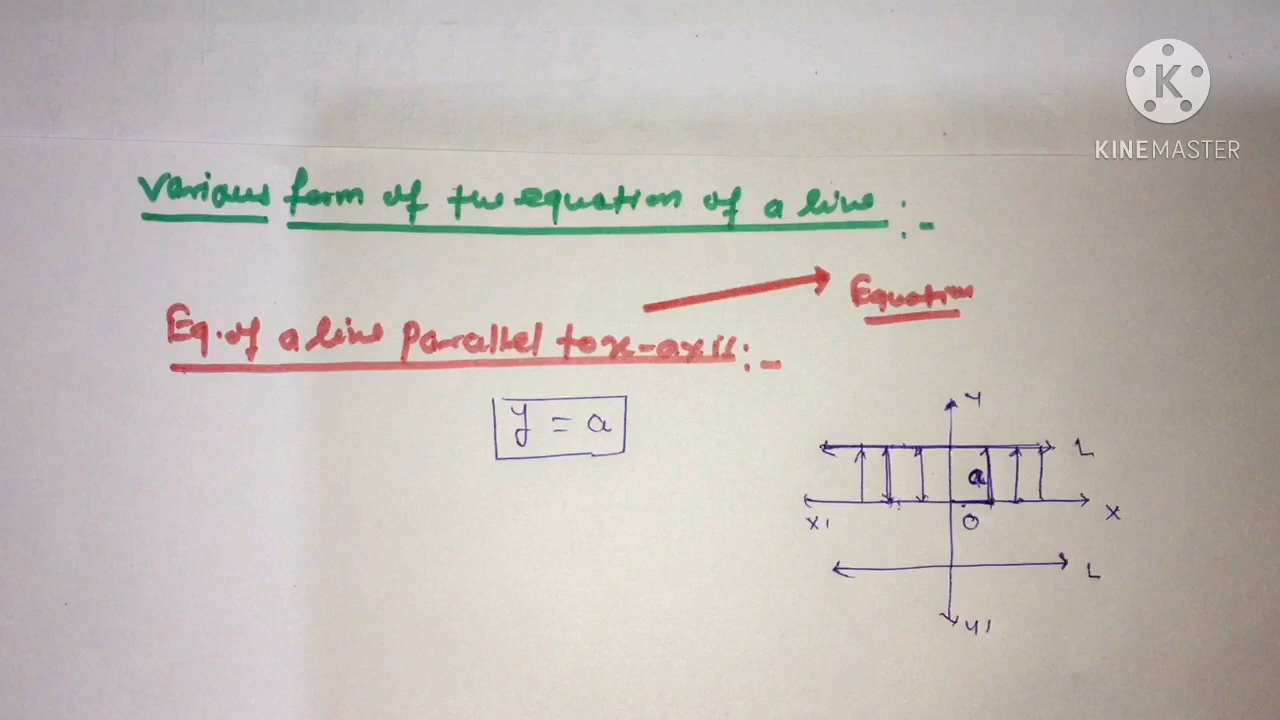 K
KINEMASTER
Various form of the equation of a line :-
Equation
Eq. of a line parallel to x-axis :-
y = a
Y
L
a
X' O X
L
Y'